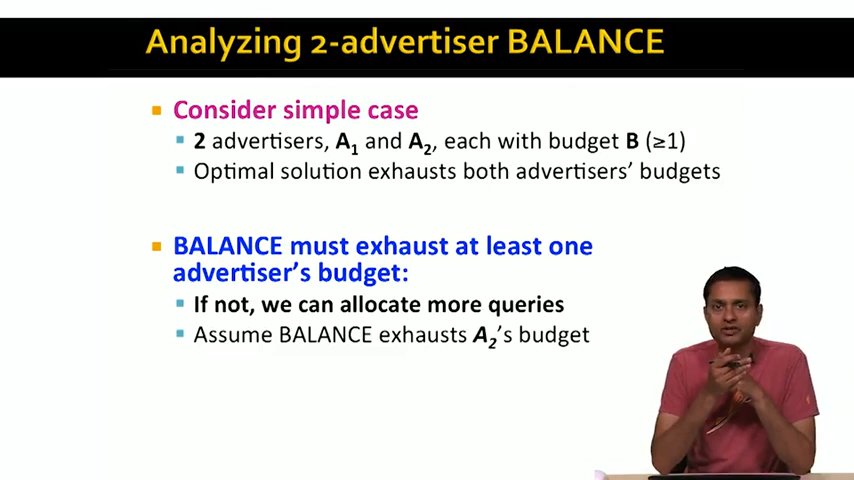 Analyzing 2-advertiser BALANCE
Consider simple case
2 advertisers, A1 and A2, each with budget B (≥1)
Optimal solution exhausts both advertisers' budgets
BALANCE must exhaust at least one
advertiser's budget:
If not, we can allocate more queries
Assume BALANCE exhausts A2's budget